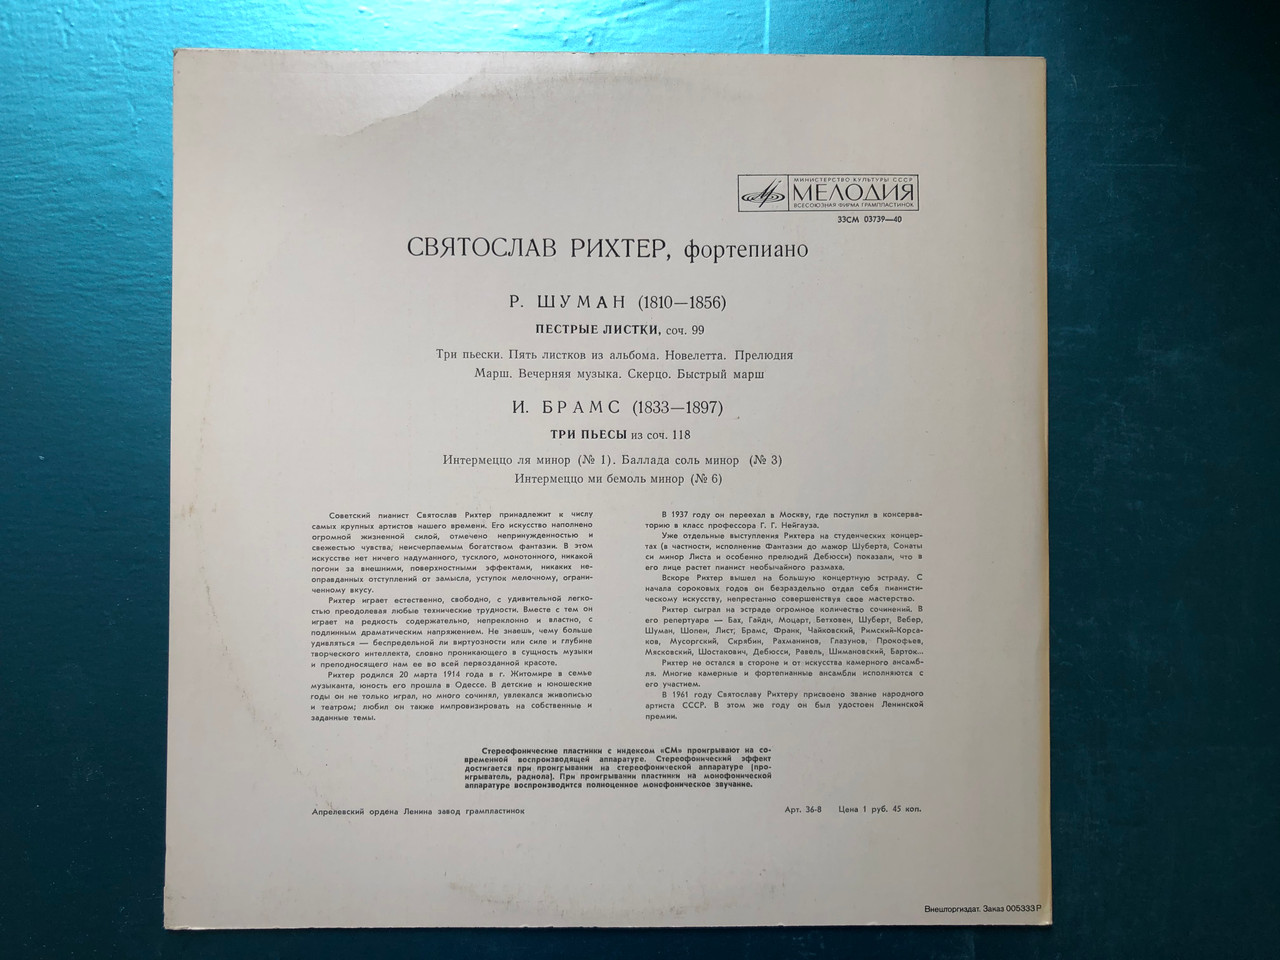 МИНИСТЕРСТВО КУЛЬТУРЫ СССР
МЕЛОДИЯ
ВСЕСОЮЗНАЯ ФИРМА ГРАМПЛАСТИНОК
33СМ 03739—40
СВЯТОСЛАВ РИХТЕР, фортепиано
Р. ШУМАН (1810—1856)
ПЕСТРЫЕ ЛИСТКИ, соч. 99
Три пьески. Пять листков из альбома. Новелетта. Прелюдия
Марш. Вечерняя музыка. Скерцо. Быстрый марш
И. БРАМС (1833—1897)
ТРИ ПЬЕСЫ из соч. 118
Интермеццо ля минор (№ 1). Баллада соль минор (№ 3)
Интермеццо ми бемоль минор (№ 6)
Советский пианист Святослав Рихтер принадлежит к числу
самых крупных артистов нашего времени. Его искусство наполнено
огромной жизненной силой, отмечено непринужденностью и
свежестью чувства, неисчерпаемым богатством фантазии. В этом
искусстве нет ничего надуманного, тусклого, монотонного, никакой
погони за внешними, поверхностными эффектами, никаких не-
оправданных отступлений от замысла, уступок мелочному, ограни-
ченному вкусу.
Рихтер играет естественно, свободно, с удивительной легко-
стью преодолевая любые технические трудности. Вместе с тем он
играет на редкость содержательно, непреклонно и властно, с
подлинным драматическим напряжением. Не знаешь, чему больше
удивляться — беспредельной ли виртуозности или силе и глубине
творческого интеллекта, словно проникающего в сущность музыки
и преподносящего нам ее во всей первозданной красоте.
Рихтер родился 20 марта 1914 года в г. Житомире в семье
музыканта, юность его прошла в Одессе. В детские и юношеские
годы он не только играл, но много сочинял, увлекался живописью
и театром; любил он также импровизировать на собственные и
заданные темы.
В 1937 году он переехал в Москву, где поступил в консерва-
торию в класс профессора Г. Г. Нейгауза.
Уже отдельные выступления Рихтера на студенческих концер-
тах (в частности, исполнение Фантазии до мажор Шуберта, Сонаты
си минор Листа и особенно прелюдий Дебюсси) показали, что в
его лице растет пианист необычайного размаха.
Вскоре Рихтер вышел на большую концертную эстраду. С
начала сороковых годов он безраздельно отдал себя пианисти-
ческому искусству, непрестанно совершенствуя свое мастерство.
Рихтер сыграл на эстраде огромное количество сочинений. В
его репертуаре — Бах, Гайдн, Моцарт, Бетховен, Шуберт, Вебер,
Шуман, Шопен, Лист; Брамс, Франк, Чайковский, Римский-Корса-
ков, Мусоргский, Скрябин, Рахманинов, Глазунов, Прокофьев,
Мясковский, Шостакович, Дебюсси, Равель, Шимановский, Барток...
Рихтер не остался в стороне и от искусства камерного ансамб-
ля. Многие камерные и фортепианные ансамбли исполняются с
его участием.
В 1961 году Святославу Рихтеру присвоено звание народного
артиста СССР. В этом же году он был удостоен Ленинской
премии.
Стереофонические пластинки с индексом «СМ» проигрывают на со-
временной воспроизводящей аппаратуре. Стереофонический эффект
достигается при проигрывании на стереофонической аппаратуре (про-
игрыватель, радиола). При проигрывании пластинки на монофонической
аппаратуре воспроизводится полноценное монофоническое звучание.
Апрелевский ордена Ленина завод грампластинок
Арт. 36-8 Цена 1 руб. 45 коп.
Внешторгиздат. Заказ 005333Р